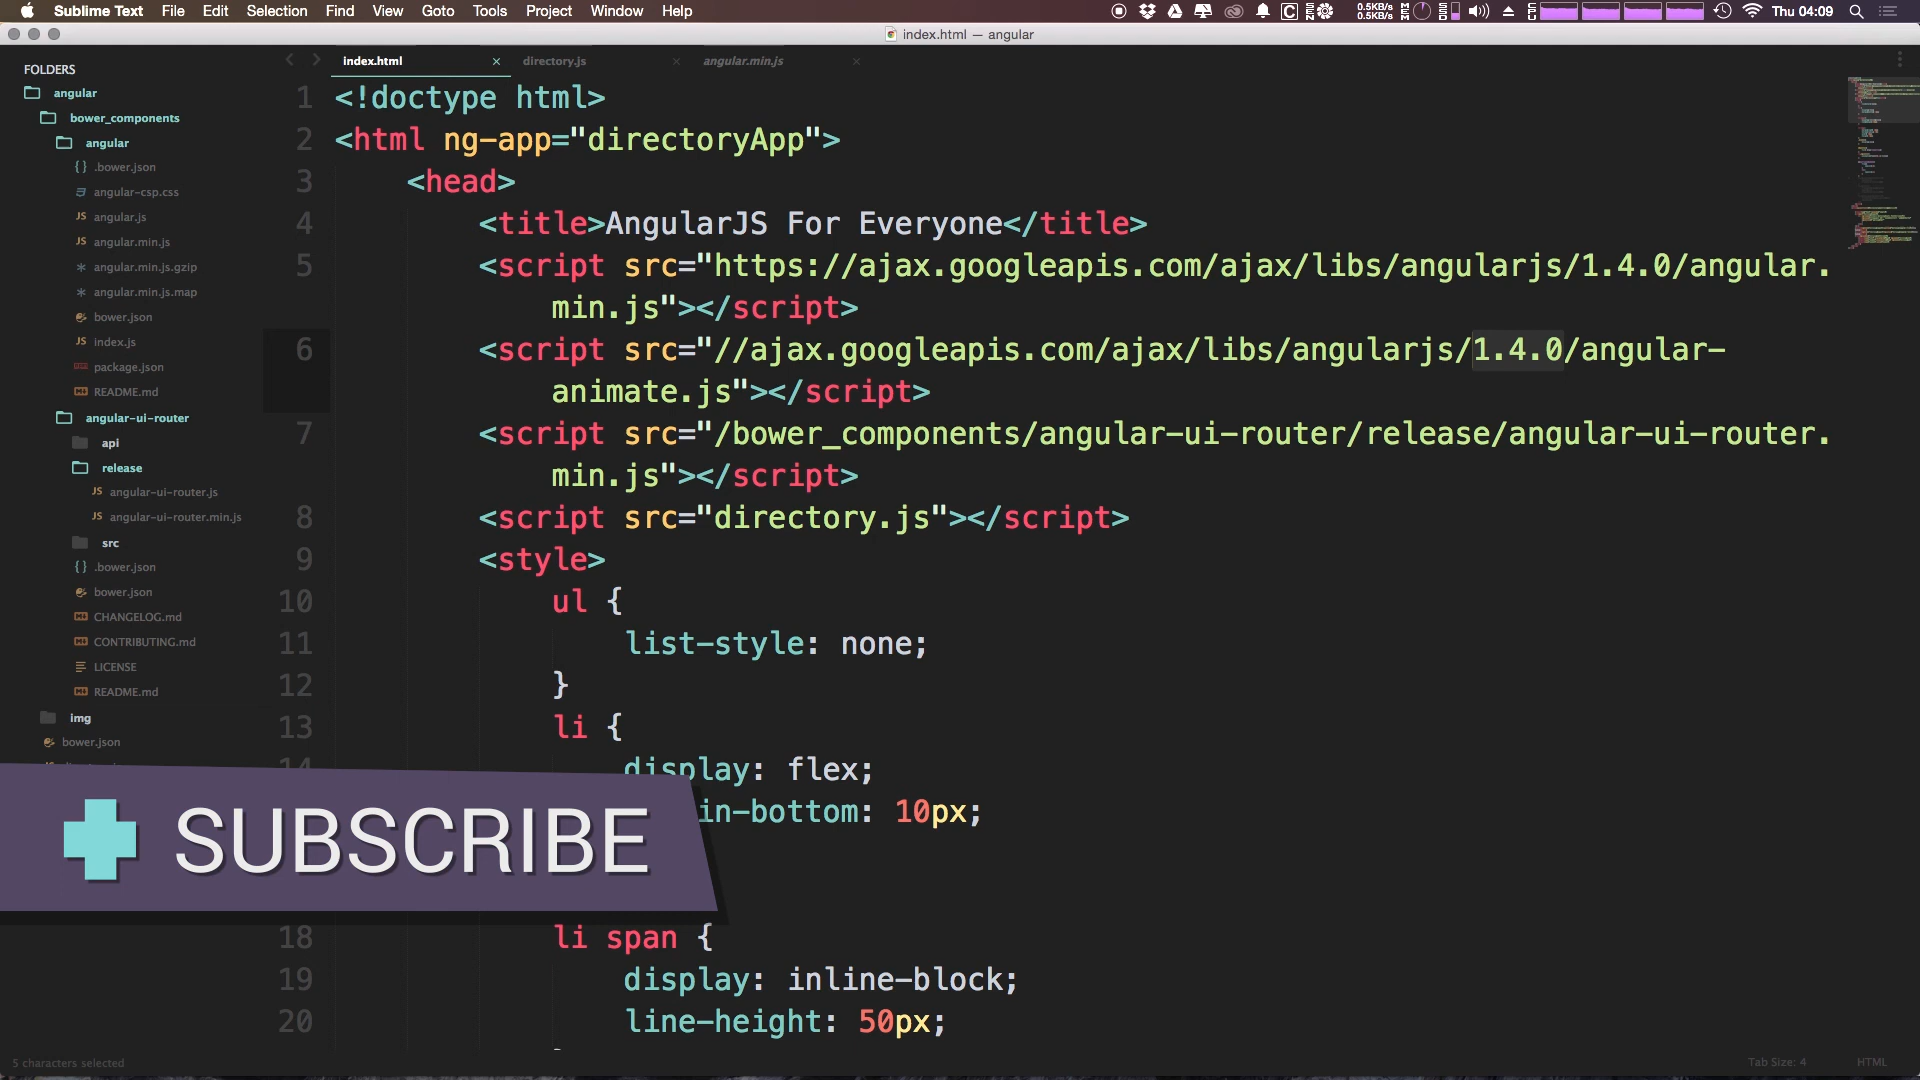 Sublime Text File Edit Selection Find View Goto Tools Project Window Help
0.5KB/s
0.5KB/s
Thu 04:09
index.html — angular
FOLDERS
angular
bower_components
angular
.bower.json
angular-csp.css
angular.js
angular.min.js
angular.min.js.gzip
angular.min.js.map
bower.json
index.js
package.json
README.md
angular-ui-router
api
release
angular-ui-router.js
angular-ui-router.min.js
src
.bower.json
bower.json
CHANGELOG.md
CONTRIBUTING.md
LICENSE
README.md
img
bower.json
index.html directory.js angular.min.js
1 <!doctype html>
2 <html ng-app="directoryApp">
3 <head>
4 <title>AngularJS For Everyone</title>
5 <script src="https://ajax.googleapis.com/ajax/libs/angularjs/1.4.0/angular.
min.js"></script>
6 <script src="//ajax.googleapis.com/ajax/libs/angularjs/1.4.0/angular-
animate.js"></script>
7 <script src="/bower_components/angular-ui-router/release/angular-ui-router.
min.js"></script>
8 <script src="directory.js"></script>
9 <style>
10 ul {
11 list-style: none;
12 }
13 li {
14 display: flex;
in-bottom: 10px;
SUBSCRIBE
18 li span {
19 display: inline-block;
20 line-height: 50px;
5 characters selected
Tab Size: 4 HTML